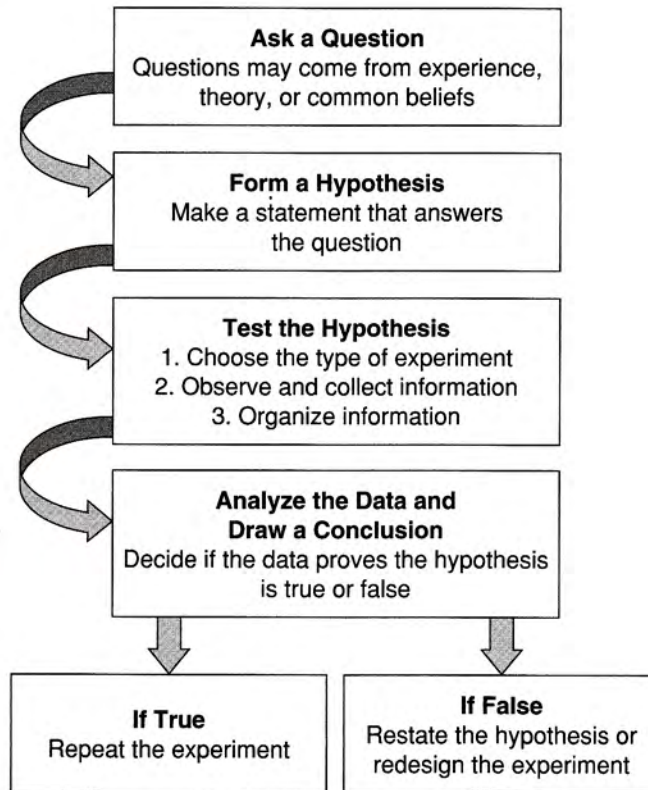 Ask a Question
Questions may come from experience,
theory, or common beliefs
Form a Hypothesis
Make a statement that answers
the question
Test the Hypothesis
1. Choose the type of experiment
2. Observe and collect information
3. Organize information
Analyze the Data and
Draw a Conclusion
Decide if the data proves the hypothesis
is true or false
If True
Repeat the experiment
If False
Restate the hypothesis or
redesign the experiment